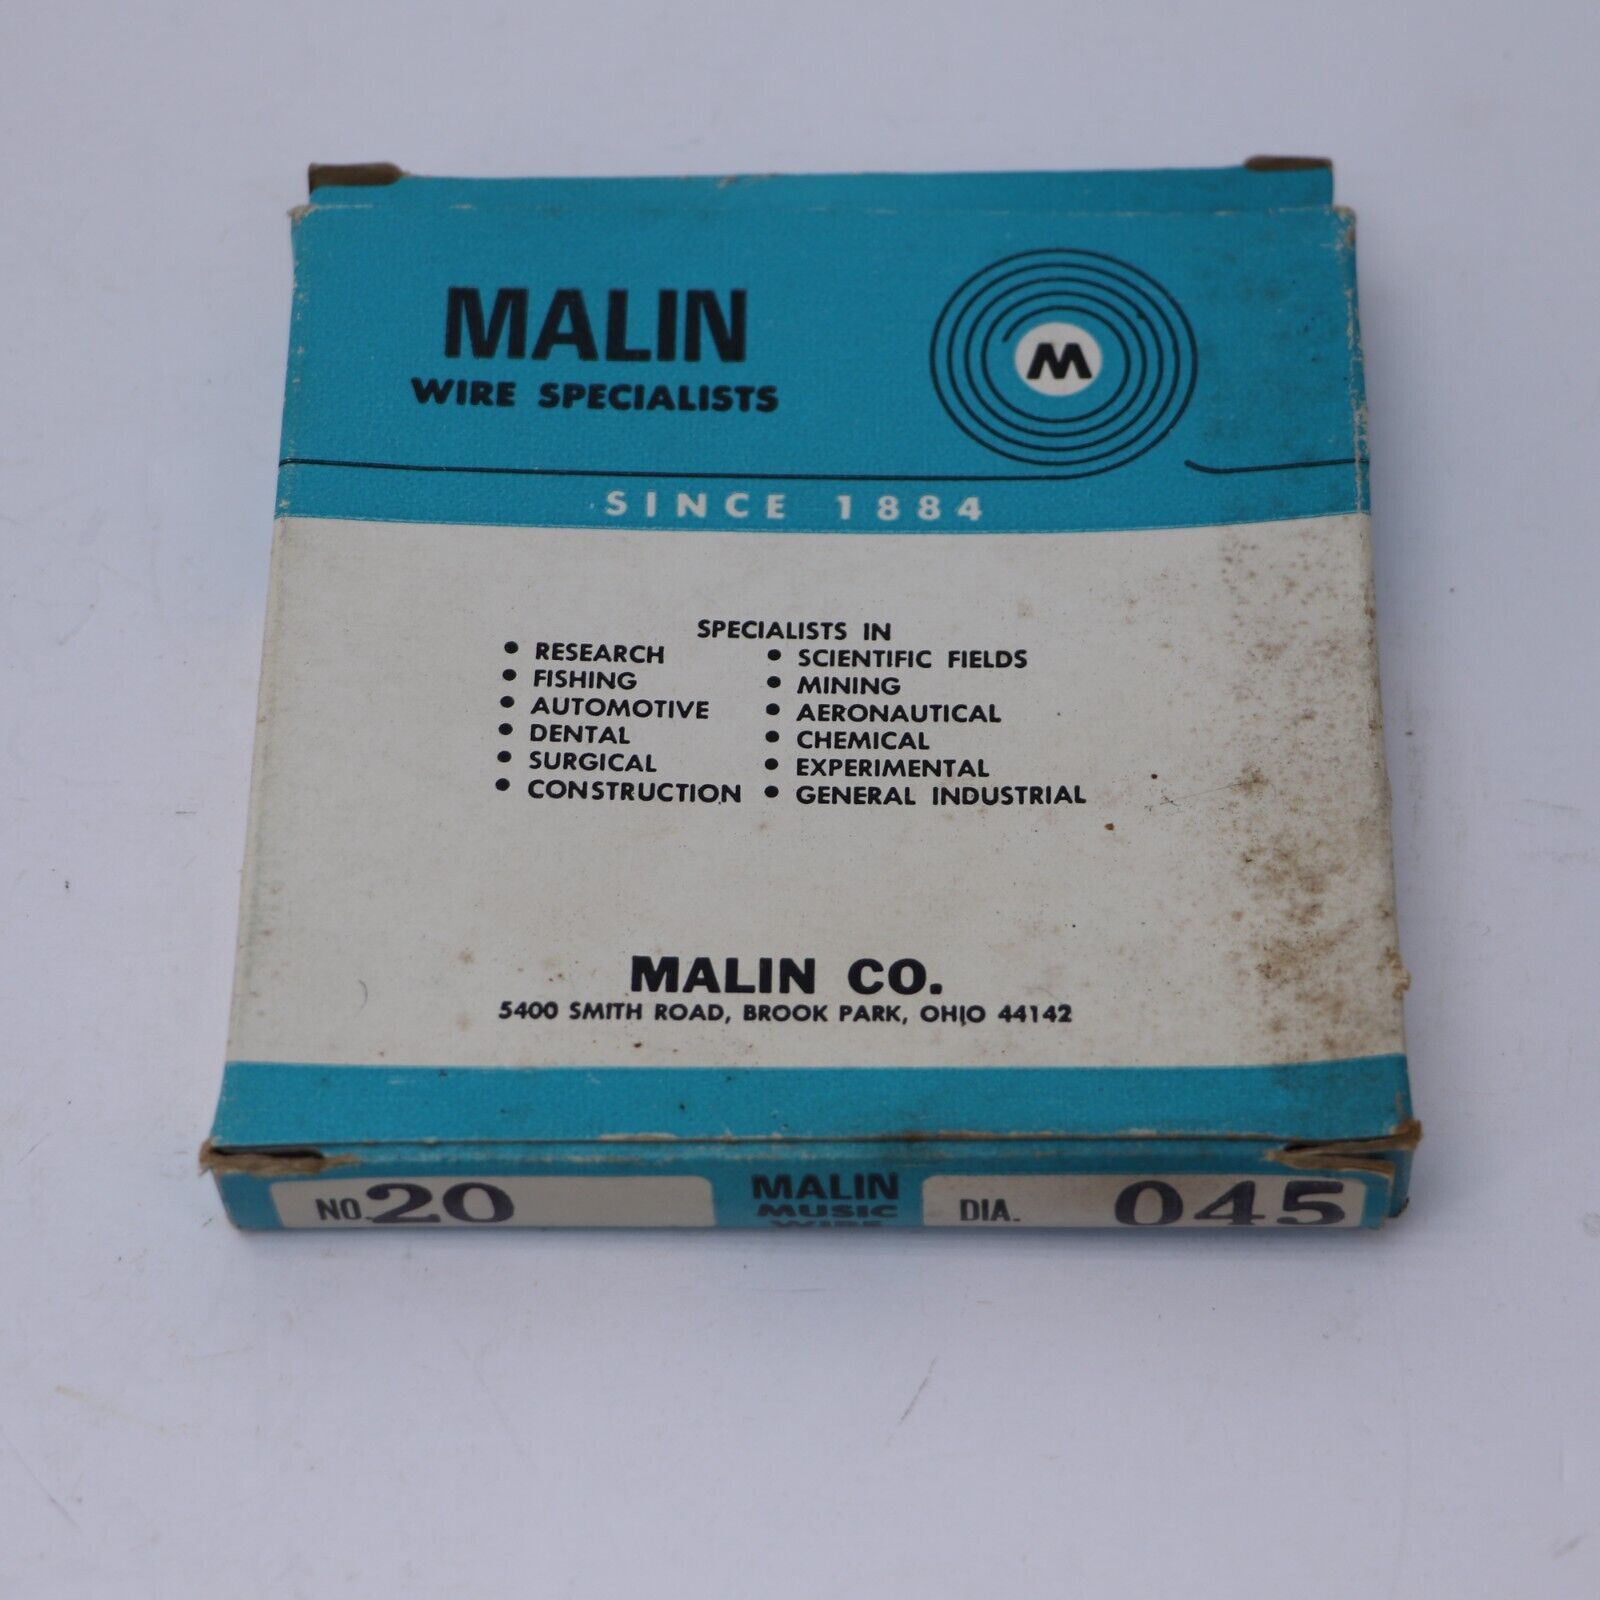 MALIN
WIRE SPECIALISTS
M
SINCE 1884
SPECIALISTS IN
• RESEARCH • SCIENTIFIC FIELDS
• FISHING • MINING
• AUTOMOTIVE • AERONAUTICAL
• DENTAL • CHEMICAL
• SURGICAL • EXPERIMENTAL
• CONSTRUCTION • GENERAL INDUSTRIAL
MALIN CO.
5400 SMITH ROAD, BROOK PARK, OHIO 44142
NO. 20
MALIN
MUSIC
WIRE
DIA. 045